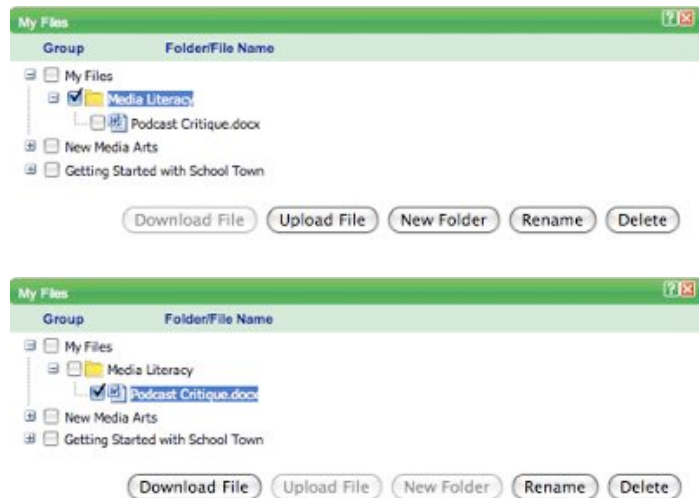 My Files
Group Folder/File Name
My Files
Media Literacy
Podcast Critique.docx
New Media Arts
Getting Started with School Town
Download File Upload File New Folder Rename Delete
My Files
Group Folder/File Name
My Files
Media Literacy
Podcast Critique.docx
New Media Arts
Getting Started with School Town
Download File Upload File New Folder Rename Delete